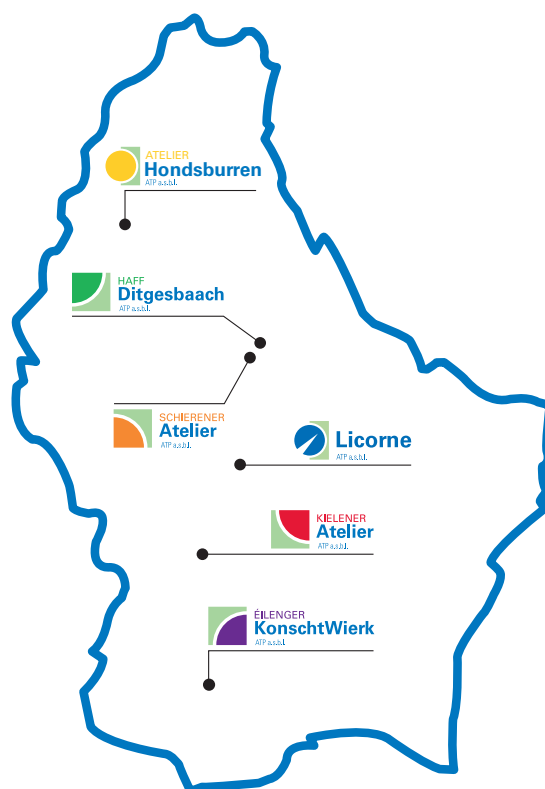 ATELIER
Hondsburren
ATP a.s.b.l.
HAFF
Ditgesbaach
ATP a.s.b.l.
SCHIERENER
Atelier
ATP a.s.b.l.
Licorne
ATP a.s.b.l.
KIELENER
Atelier
ATP a.s.b.l.
ÉILENGER
KonschtWierk
ATP a.s.b.l.